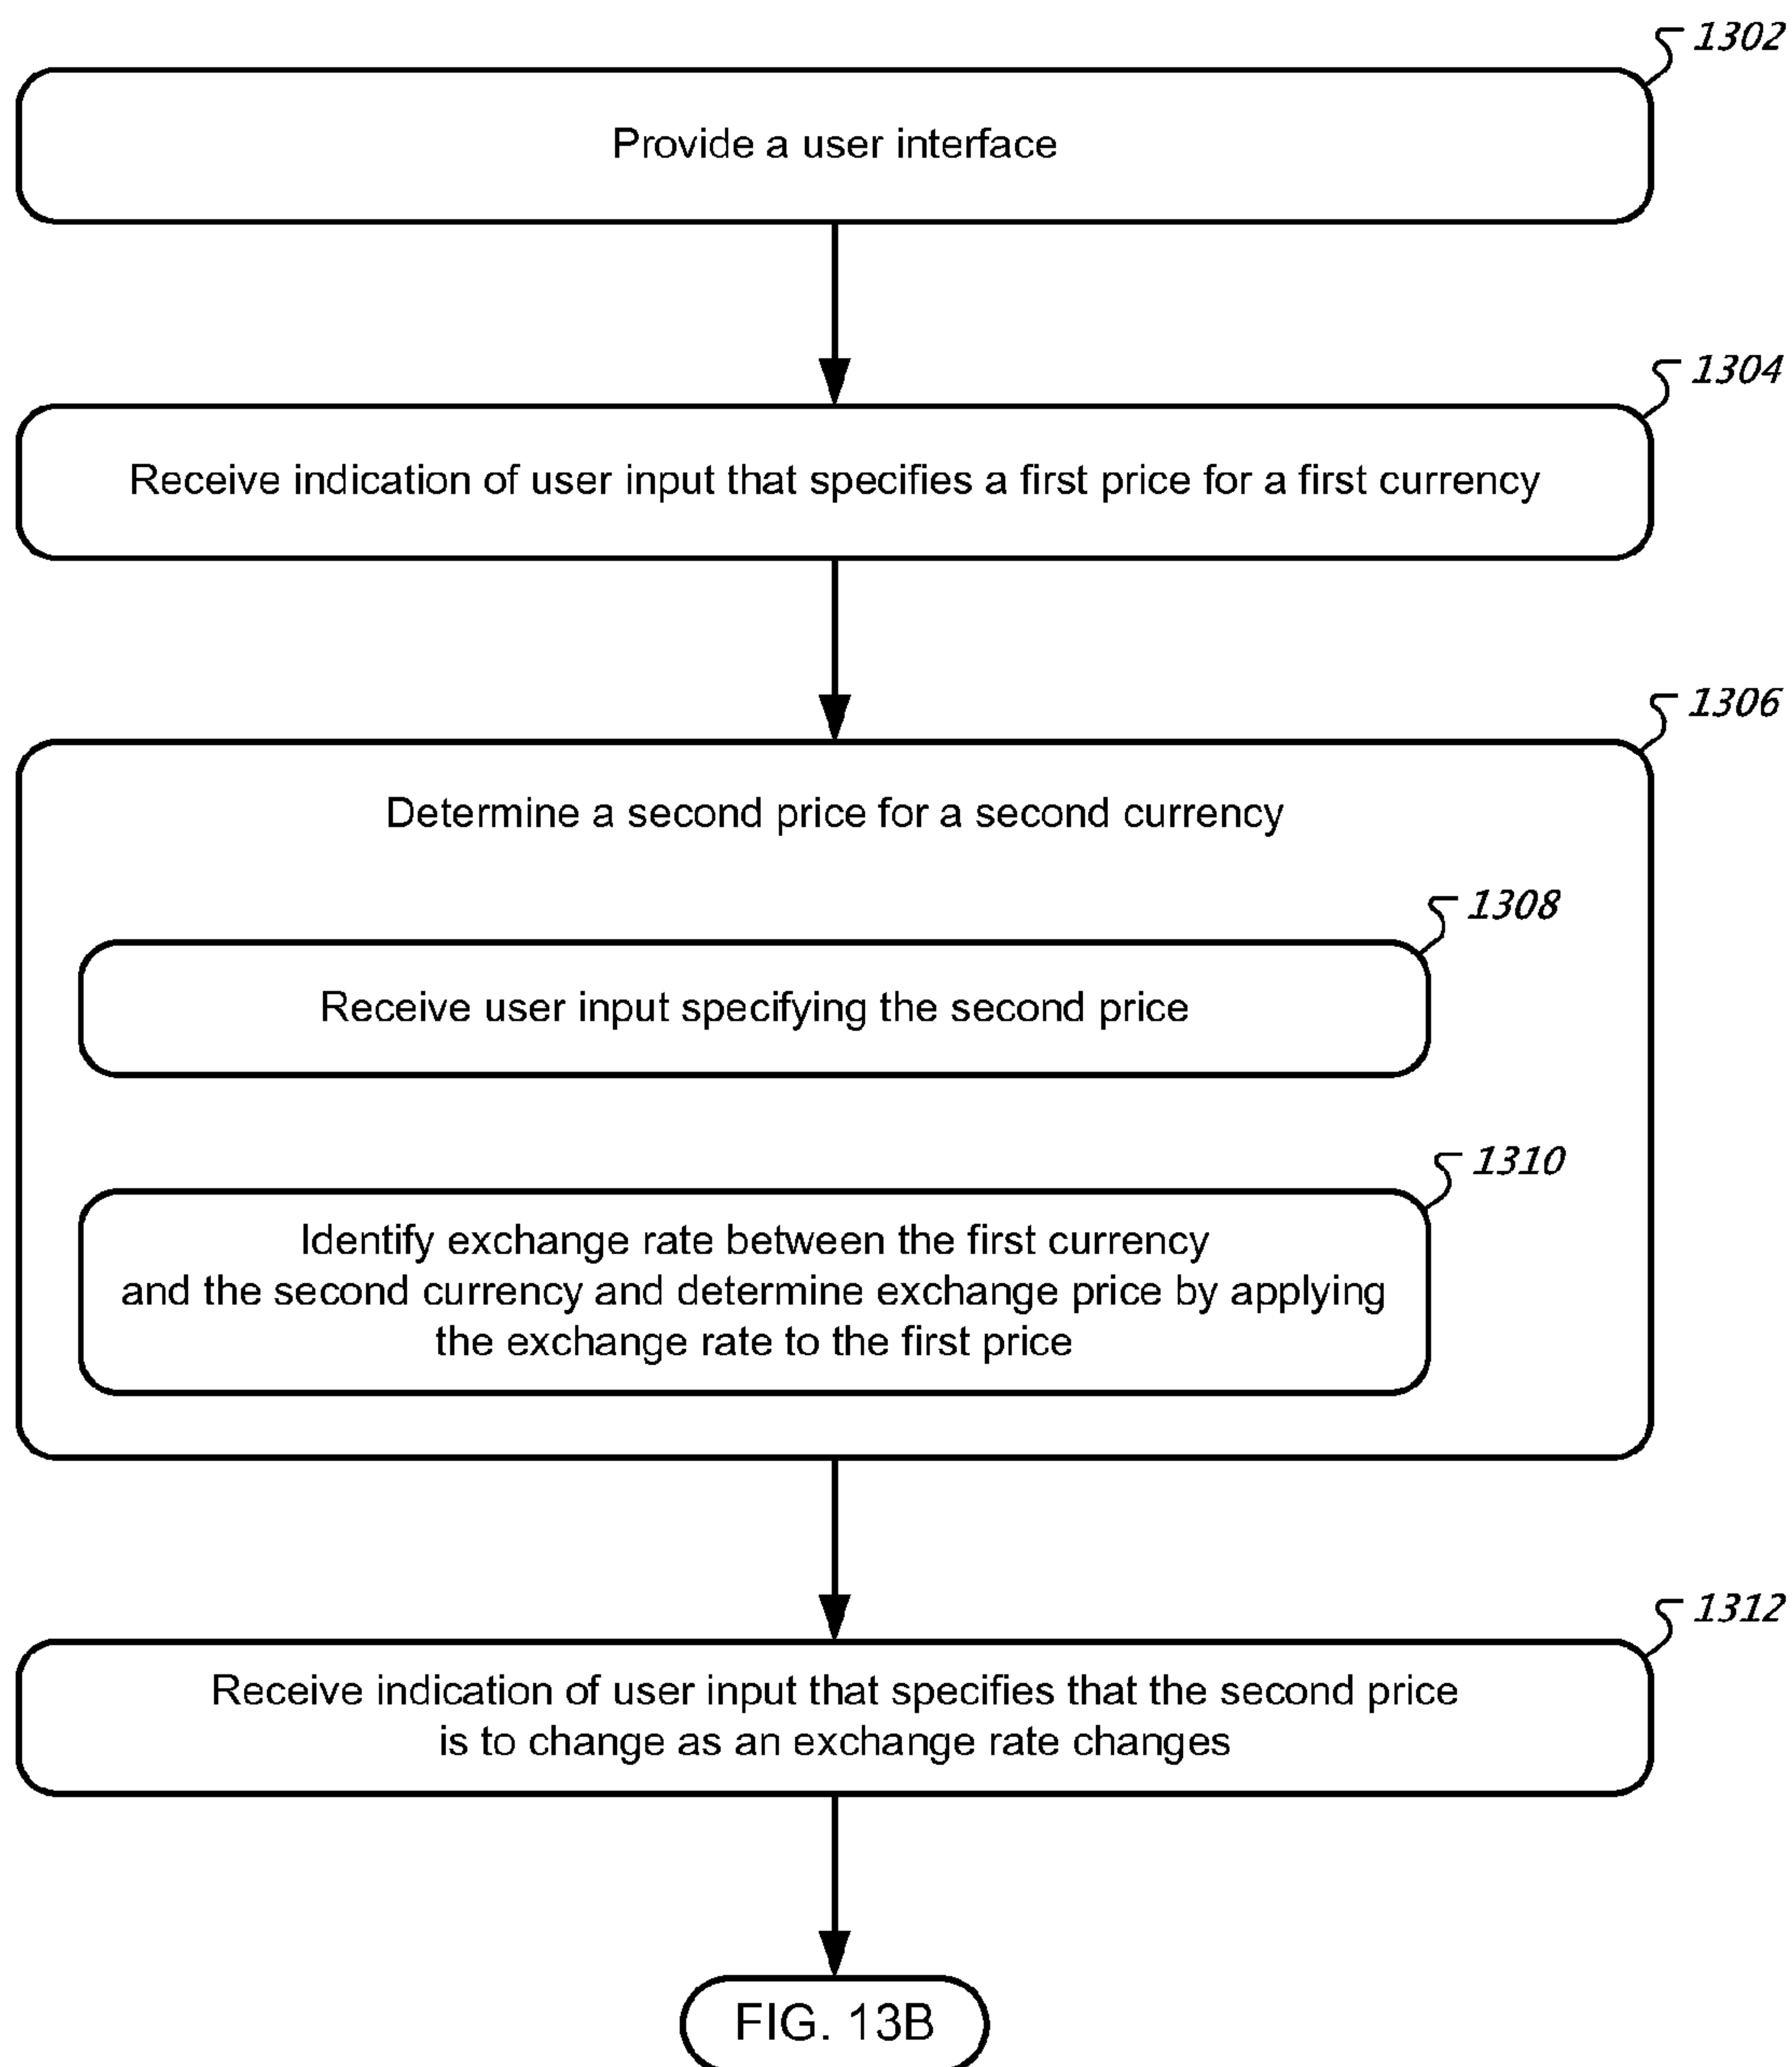 1302
Provide a user interface
1304
Receive indication of user input that specifies a first price for a first currency
1306
Determine a second price for a second currency
1308
Receive user input specifying the second price
1310
Identify exchange rate between the first currency
and the second currency and determine exchange price by applying
the exchange rate to the first price
1312
Receive indication of user input that specifies that the second price
is to change as an exchange rate changes
FIG. 13B